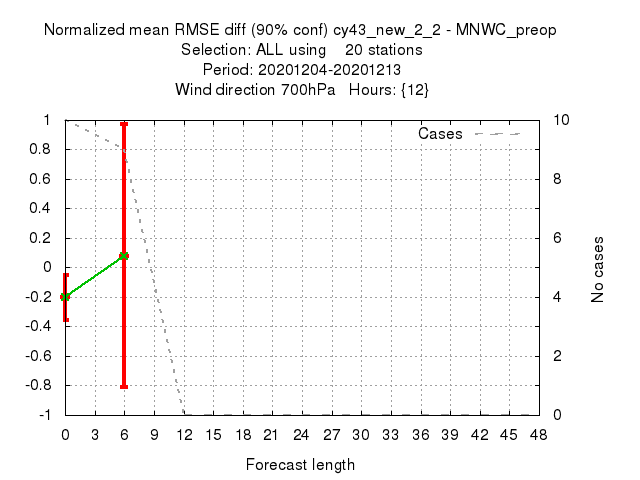 Normalized mean RMSE diff (90% conf) cy43_new_2_2 - MNWC_preop
Selection: ALL using 20 stations
Period: 20201204-20201213
Wind direction 700hPa Hours: {12}
Cases
1
0.8
0.6
0.4
0.2
0
-0.2
-0.4
-0.6
-0.8
-1
10
8
6
4
2
0
No cases
0 3 6 9 12 15 18 21 24 27 30 33 36 39 42 45 48
Forecast length